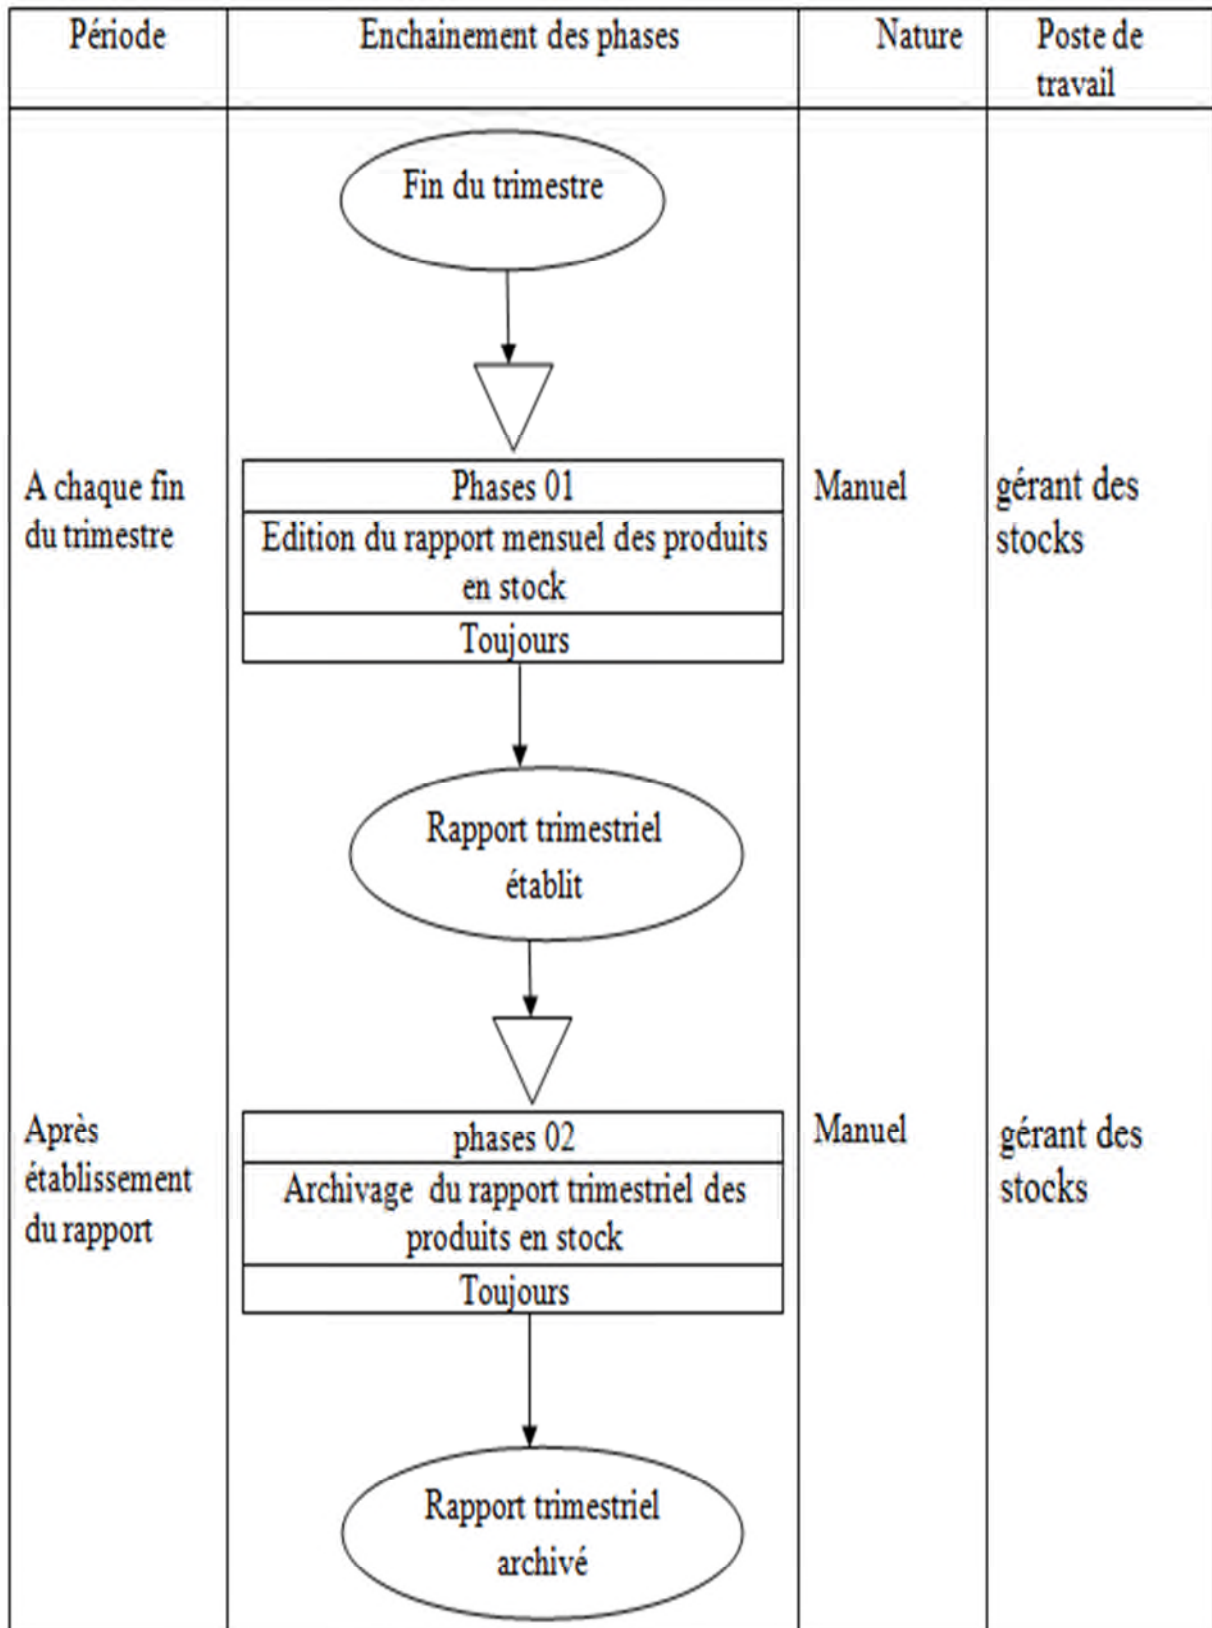 Période
Enchainement des phases
Nature
Poste de
travail
Fin du trimestre
A chaque fin
du trimestre
Phases 01
Edition du rapport mensuel des produits
en stock
Toujours
Manuel
gérant des
stocks
Rapport trimestriel
établit
Après
établissement
du rapport
phases 02
Archivage du rapport trimestriel des
produits en stock
Toujours
Manuel
gérant des
stocks
Rapport trimestriel
archivé